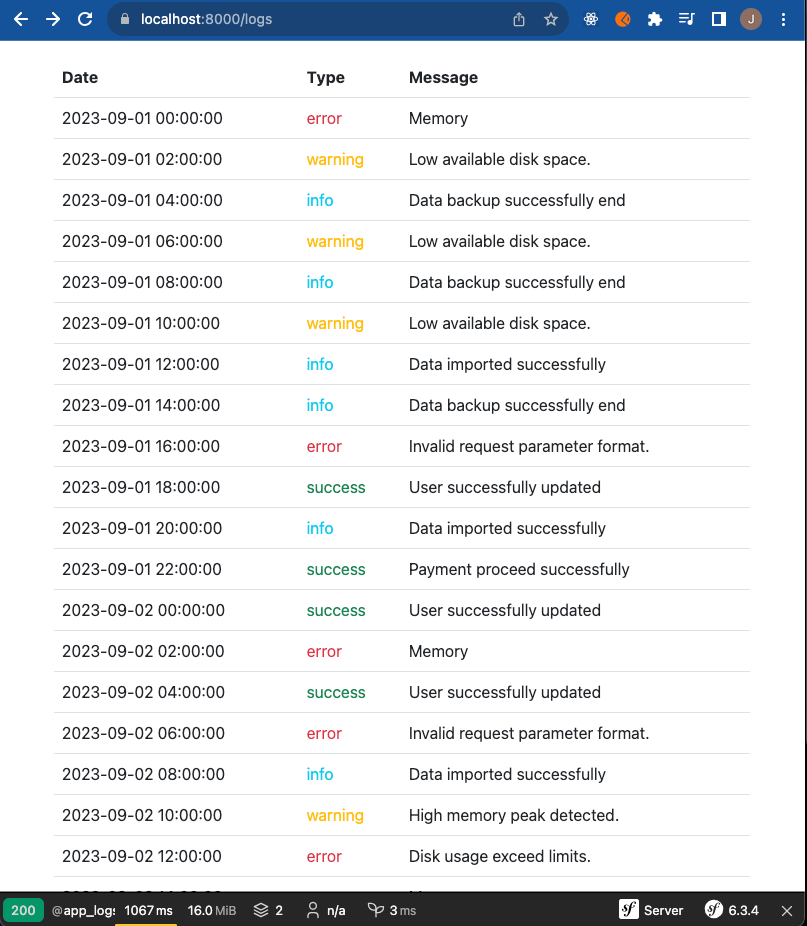 localhost:8000/logs
J
Date Type Message
2023-09-01 00:00:00 error Memory
2023-09-01 02:00:00 warning Low available disk space.
2023-09-01 04:00:00 info Data backup successfully end
2023-09-01 06:00:00 warning Low available disk space.
2023-09-01 08:00:00 info Data backup successfully end
2023-09-01 10:00:00 warning Low available disk space.
2023-09-01 12:00:00 info Data imported successfully
2023-09-01 14:00:00 info Data backup successfully end
2023-09-01 16:00:00 error Invalid request parameter format.
2023-09-01 18:00:00 success User successfully updated
2023-09-01 20:00:00 info Data imported successfully
2023-09-01 22:00:00 success Payment proceed successfully
2023-09-02 00:00:00 success User successfully updated
2023-09-02 02:00:00 error Memory
2023-09-02 04:00:00 success User successfully updated
2023-09-02 06:00:00 error Invalid request parameter format.
2023-09-02 08:00:00 info Data imported successfully
2023-09-02 10:00:00 warning High memory peak detected.
2023-09-02 12:00:00 error Disk usage exceed limits.
200 @app_logs 1067 ms 16.0 MiB 2 n/a 3 ms sf Server sf 6.3.4